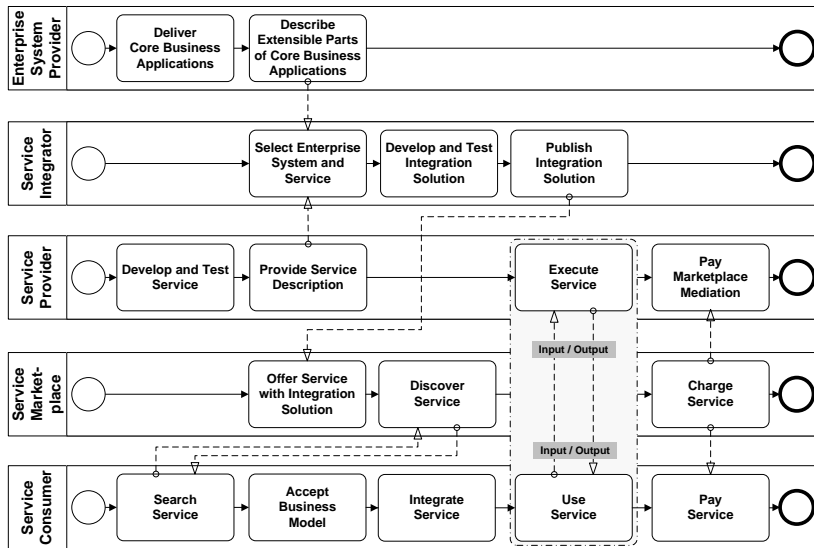 Enterprise
System
Provider
Deliver
Core Business
Applications
Describe
Extensible Parts
of Core Business
Applications
Service
Integrator
Select Enterprise
System and
Service
Develop and Test
Integration
Solution
Publish
Integration
Solution
Service
Provider
Develop and Test
Service
Provide Service
Description
Execute
Service
Pay
Marketplace
Mediation
Input / Output
Service
Market-
place
Offer Service
with Integration
Solution
Discover
Service
Charge
Service
Input / Output
Service
Consumer
Search
Service
Accept
Business
Model
Integrate
Service
Use
Service
Pay
Service